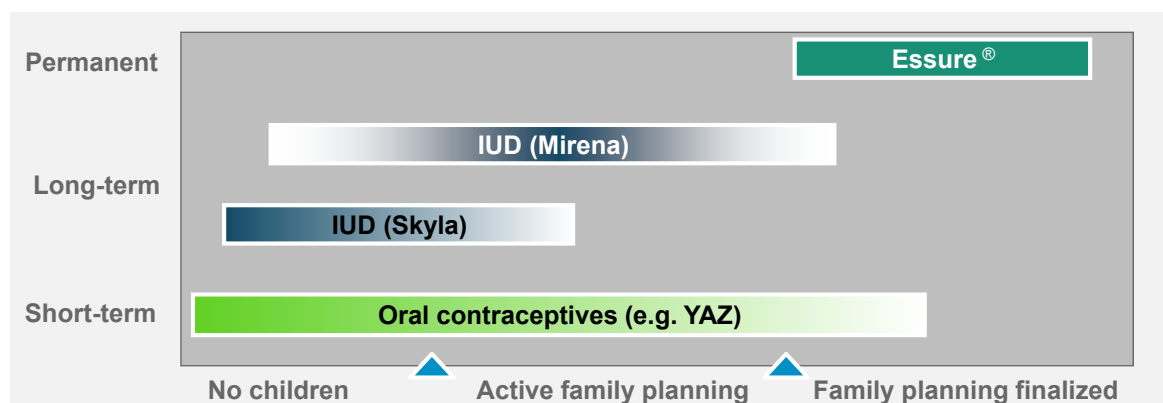 Permanent
Essure ®
IUD (Mirena)
Long-term
IUD (Skyla)
Short-term
Oral contraceptives (e.g. YAZ)
No children
Active family planning
Family planning finalized